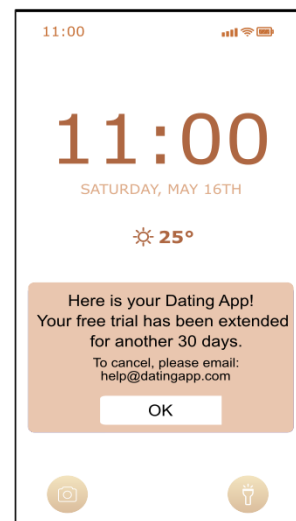 11:00
11:00
SATURDAY, MAY 16TH
25°
Here is your Dating App!
Your free trial has been extended
for another 30 days.
To cancel, please email:
help@datingapp.com
OK